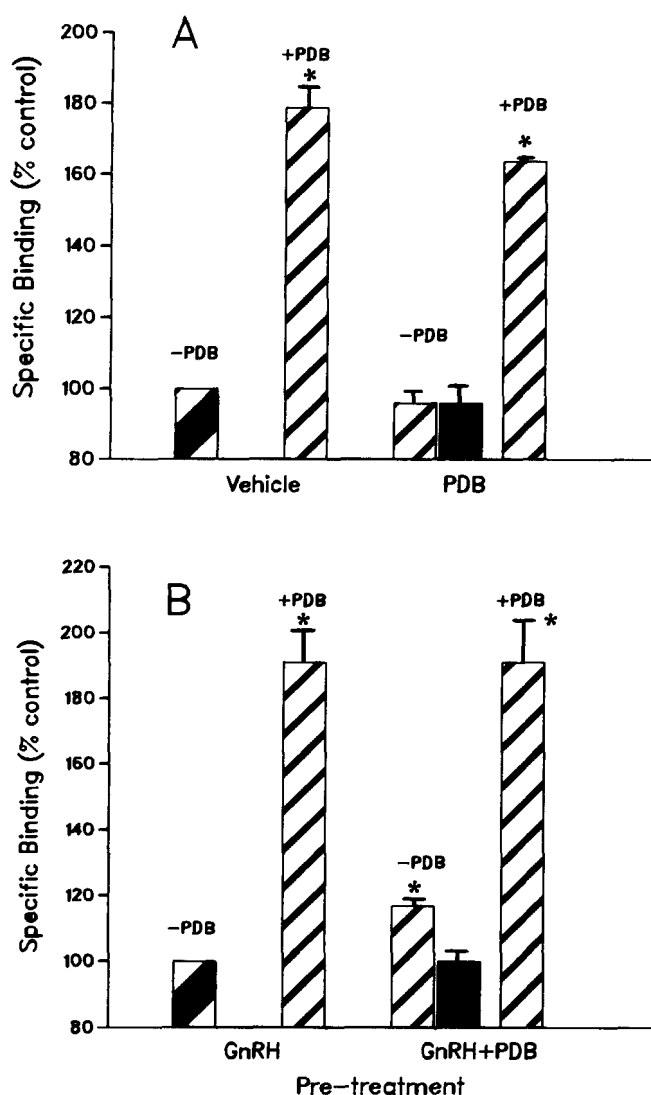 A
Specific Binding (% control)
200
180
160
140
120
100
80
+PDB
*
+PDB
*
−PDB
−PDB
Vehicle
PDB
B
Specific Binding (% control)
220
200
180
160
140
120
100
80
+PDB
*
+PDB *
−PDB
*
−PDB
GnRH
GnRH+PDB
Pre-treatment